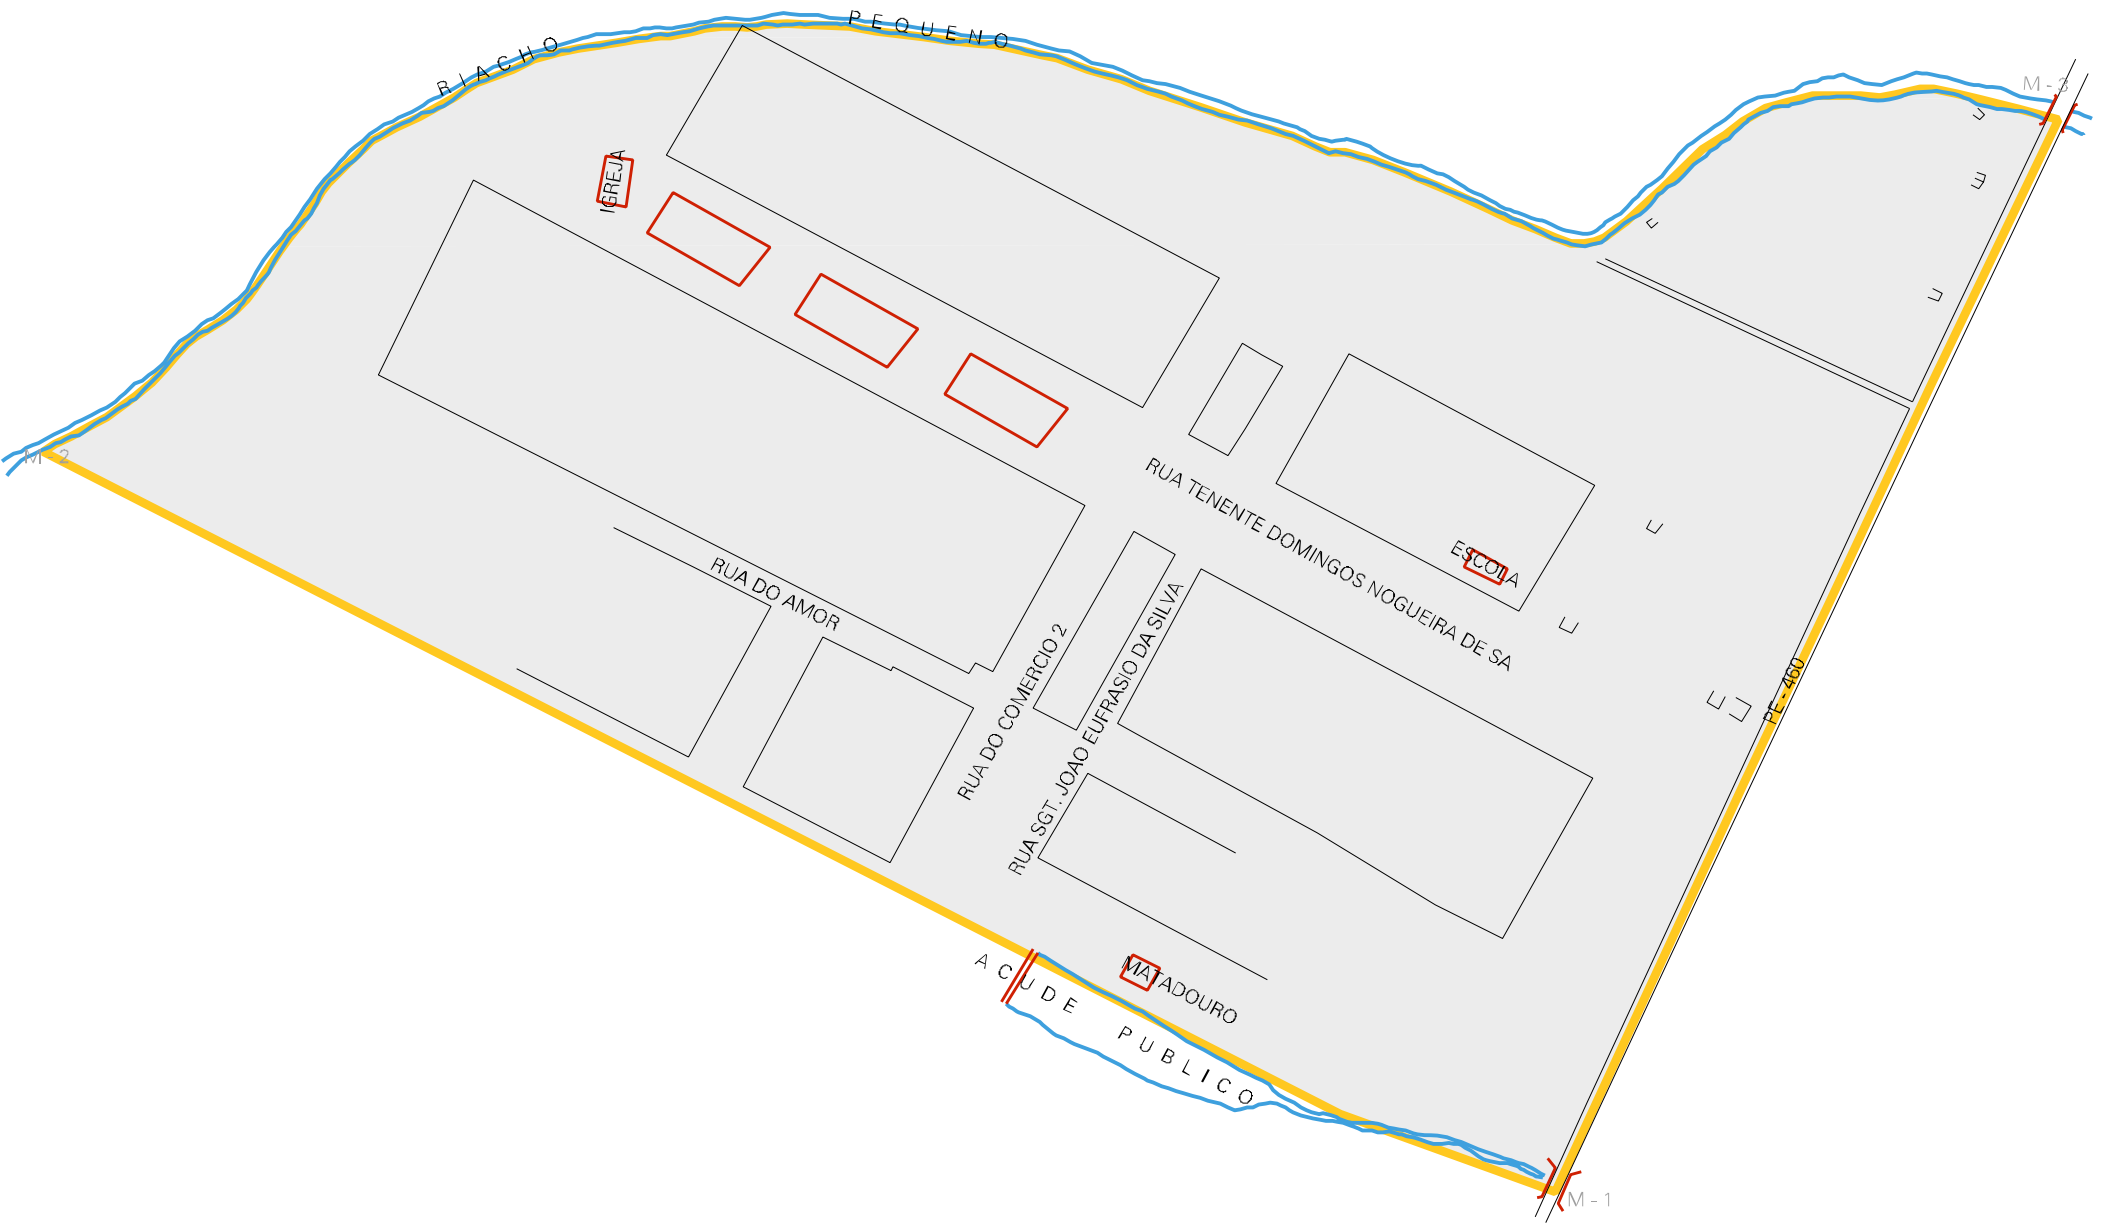 RIACHO PEQUENO
M - 3
IGREJA
M - 2
RUA TENENTE DOMINGOS NOGUEIRA DE SA
ESCOLA
RUA DO AMOR
RUA DO COMERCIO 2
RUA SGT. JOAO EUFRASIO DA SILVA
PE - 460
MATADOURO
ACUDE PUBLICO
M - 1